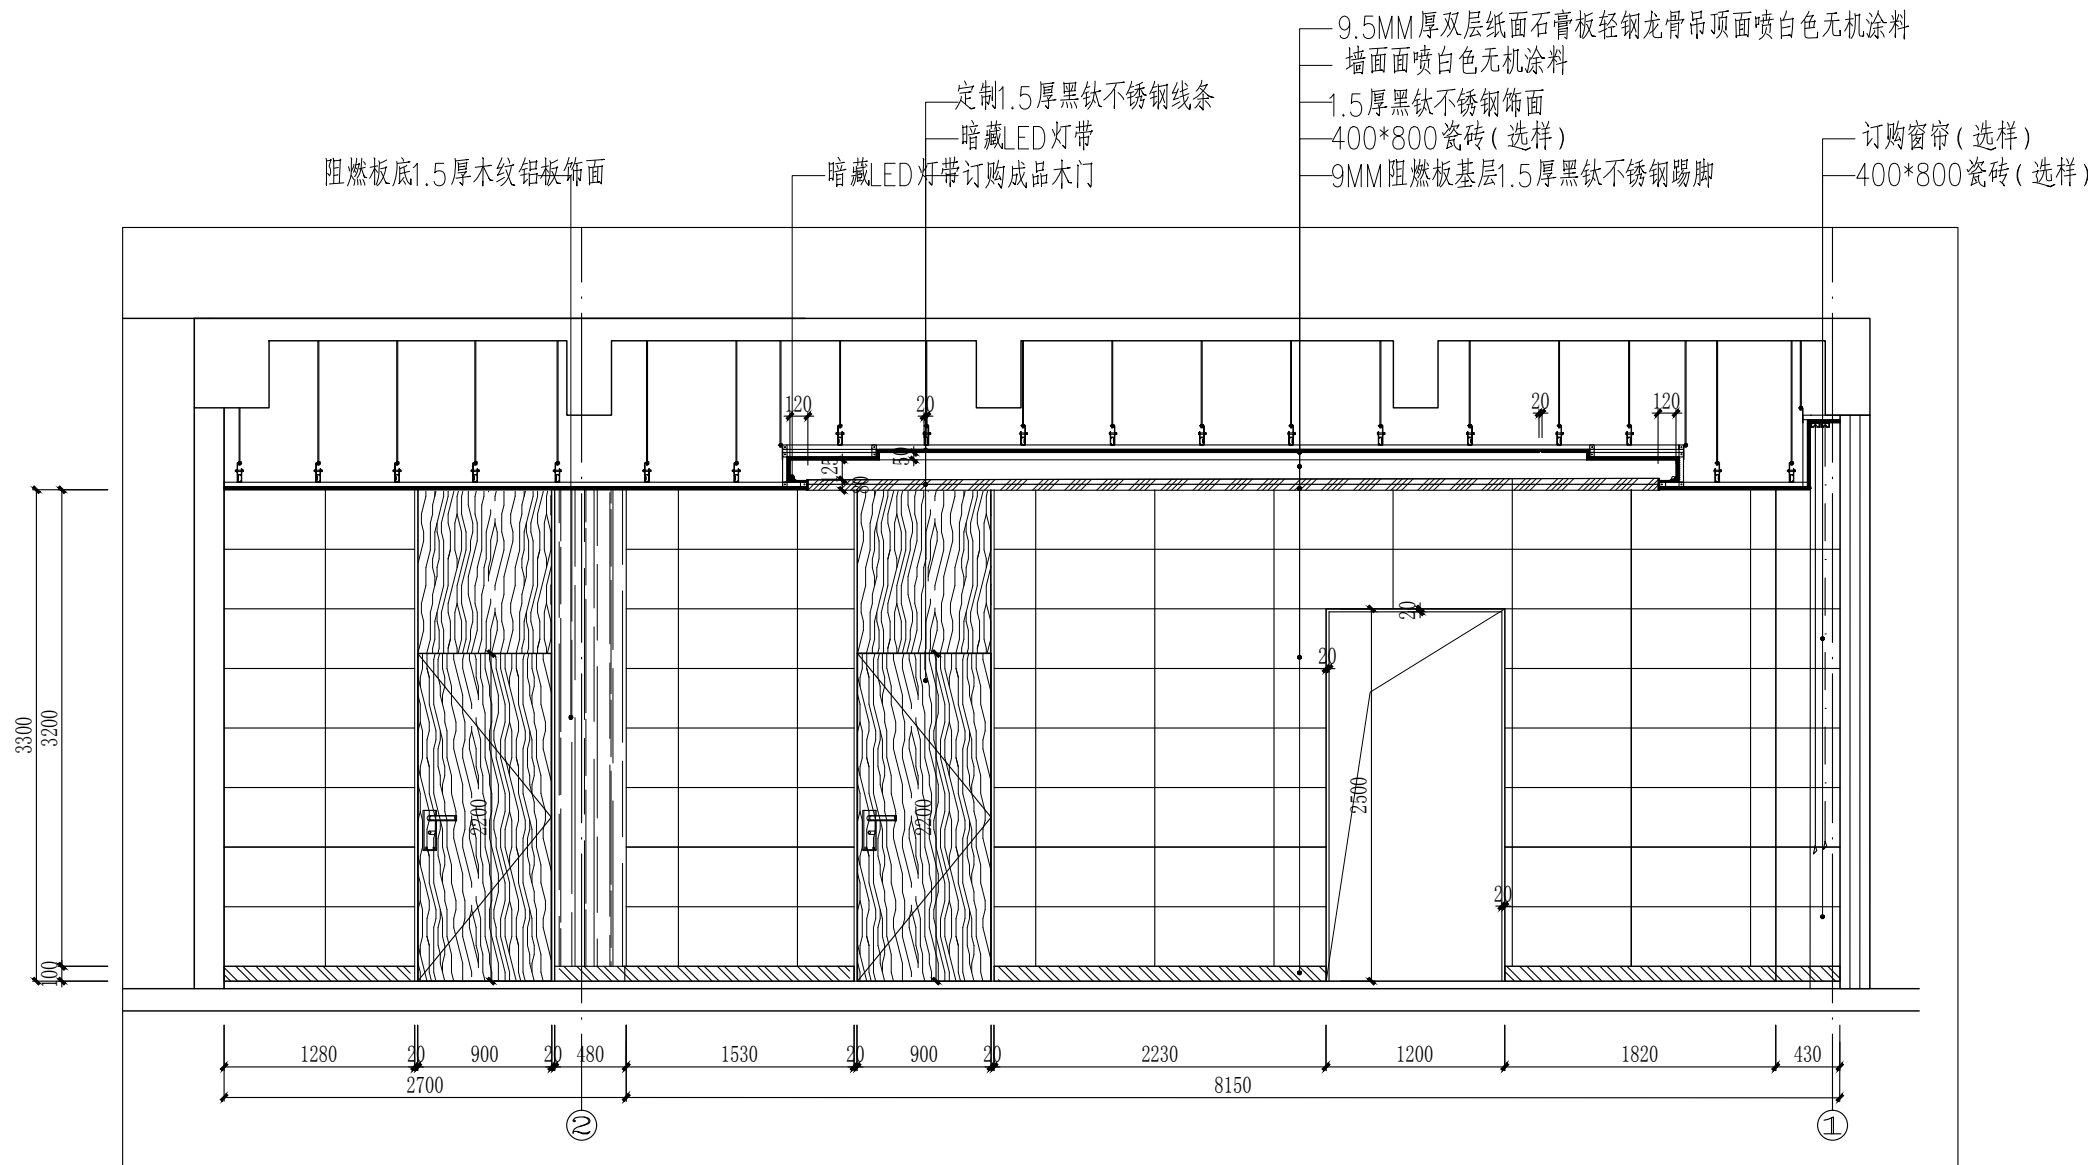 9.5MM厚双层纸面石膏板轻钢龙骨吊顶面喷白色无机涂料
墙面面喷白色无机涂料
定制1.5厚黑钛不锈钢线条
1.5厚黑钛不锈钢饰面
暗藏LED灯带
400*800瓷砖(选样)
订购窗帘(选样)
阻燃板底1.5厚木纹铝板饰面
暗藏LED灯带
订购成品木门
9MM阻燃板基层1.5厚黑钛不锈钢踢脚
400*800瓷砖(选样)
120
20
20
120
50
125
80
20
20
3300
3200
2200
2200
2500
20
100
1280
20
900
20
480
1530
20
900
20
2230
1200
1820
430
2700
8150
②
①